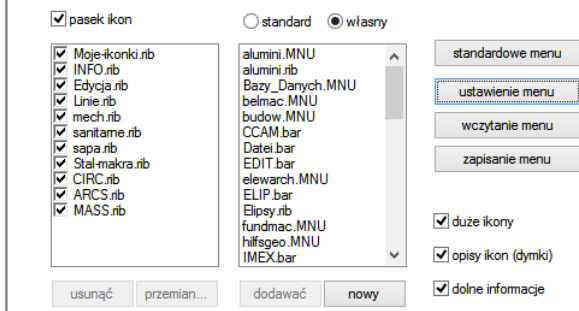 pasek ikon
standard
własny
Moje-ikonki.rib
INFO.rib
Edycja.rib
Linie.rib
mech.rib
sanitarne.rib
sapa.rib
Stal-makra.rib
CIRC.rib
ARCS.rib
MASS.rib
alumini.MNU
alumini.rib
Bazy_Danych.MNU
belmac.MNU
budow.MNU
CCAM.bar
Datei.bar
EDIT.bar
elewarch.MNU
ELIP.bar
Elipsy.rib
fundmac.MNU
hilfsgeo.MNU
IMEX.bar
standardowe menu
ustawienie menu
wczytanie menu
zapisanie menu
duże ikony
opisy ikon (dymki)
dolne informacje
usunąć
przemian...
dodawać
nowy